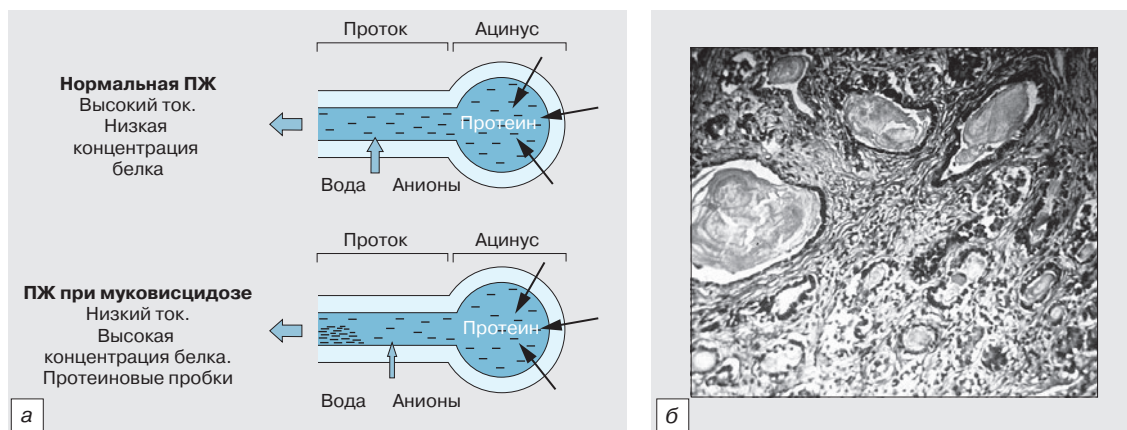 Проток Ацинус
Нормальная ПЖ
Высокий ток.
Низкая
концентрация
белка
Протеин
Вода Анионы
Проток Ацинус
ПЖ при муковисцидозе
Низкий ток.
Высокая
концентрация белка.
Протеиновые пробки
Протеин
Вода Анионы
а
б